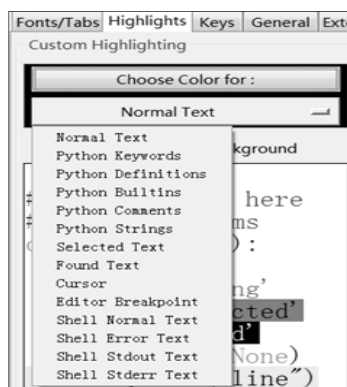 Fonts/Tabs Highlights Keys General Ext
Custom Highlighting
Choose Color for :
Normal Text
Normal Text
Python Keywords
kground
Python Definitions
Python Builtins
here
Python Comments
ms
Python Strings
):
Selected Text
Found Text
Cursor
ng'
Editor Breakpoint
cted'
Shell Normal Text
d'
Shell Error Text
Shell Stdout Text
None)
Shell Stderr Text
line")